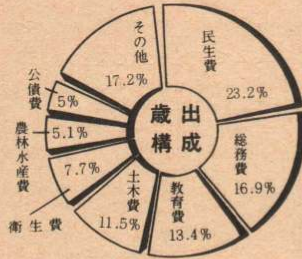 民生費
23.2%
総務費
16.9%
教育費
13.4%
土木費
11.5%
衛生費
7.7%
農林水産費
5.1%
公債費
5%
その他
17.2%
歳出
構成